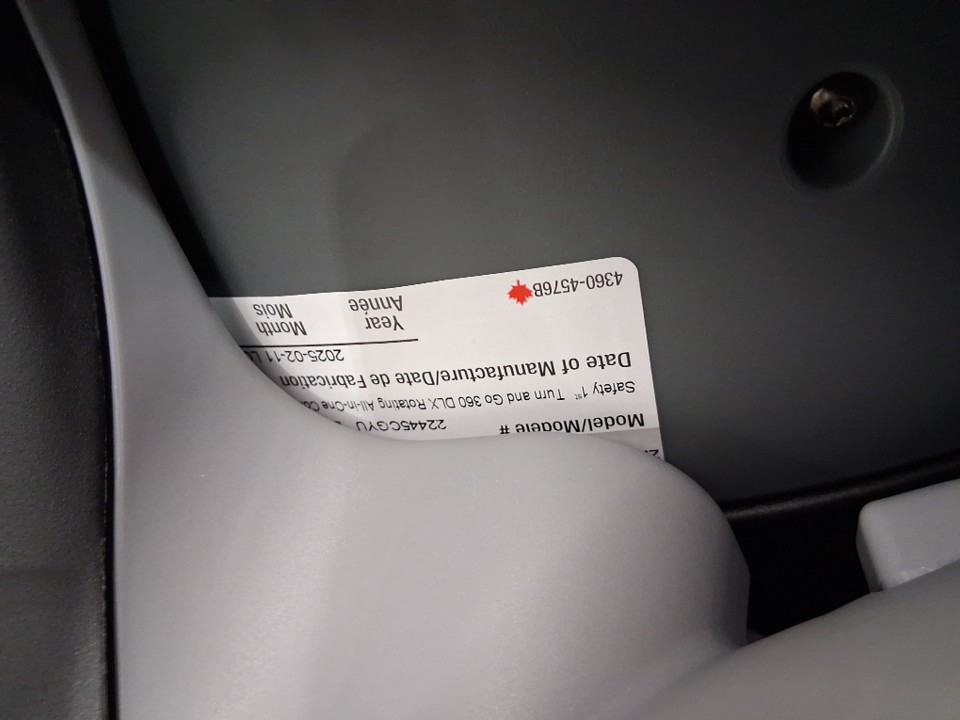 Model/Modèle # 22445CGYU
Safety 1st Turn and Go 360 DLX Rotating All-in-One
Date of Manufacture/Date de Fabrication
2025-02-11
Year Month
Année Mois
4360-4576B